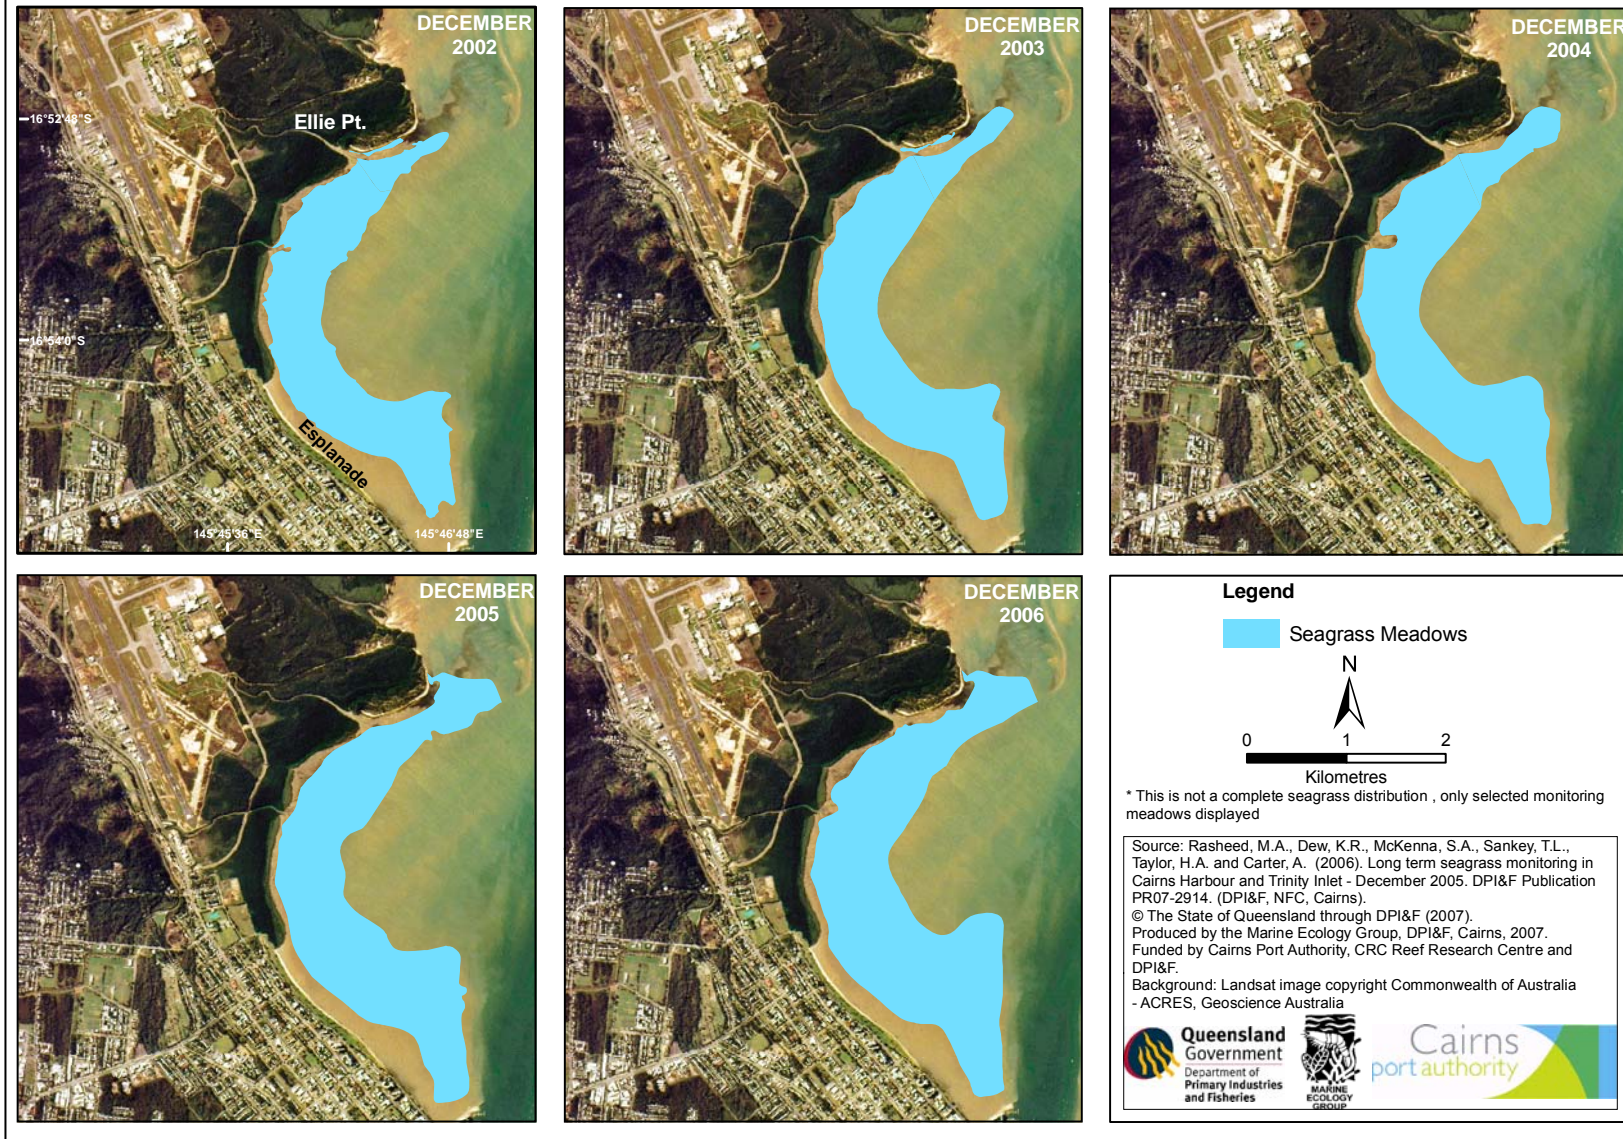 DECEMBER
2002
16°52'48"S
Ellie Pt.
16°54'0"S
Esplanade
145°45'36"E
145°46'48"E
DECEMBER
2003
DECEMBER
2004
DECEMBER
2005
DECEMBER
2006
Legend
Seagrass Meadows
N
0 1 2
Kilometres
* This is not a complete seagrass distribution , only selected monitoring
meadows displayed
Source: Rasheed, M.A., Dew, K.R., McKenna, S.A., Sankey, T.L.,
Taylor, H.A. and Carter, A. (2006). Long term seagrass monitoring in
Cairns Harbour and Trinity Inlet - December 2005. DPI&F Publication
PR07-2914. (DPI&F, NFC, Cairns).
© The State of Queensland through DPI&F (2007).
Produced by the Marine Ecology Group, DPI&F, Cairns, 2007.
Funded by Cairns Port Authority, CRC Reef Research Centre and
DPI&F.
Background: Landsat image copyright Commonwealth of Australia
- ACRES, Geoscience Australia
Queensland
Government
Department of
Primary Industries
and Fisheries
MARINE
ECOLOGY
GROUP
Cairns
port authority